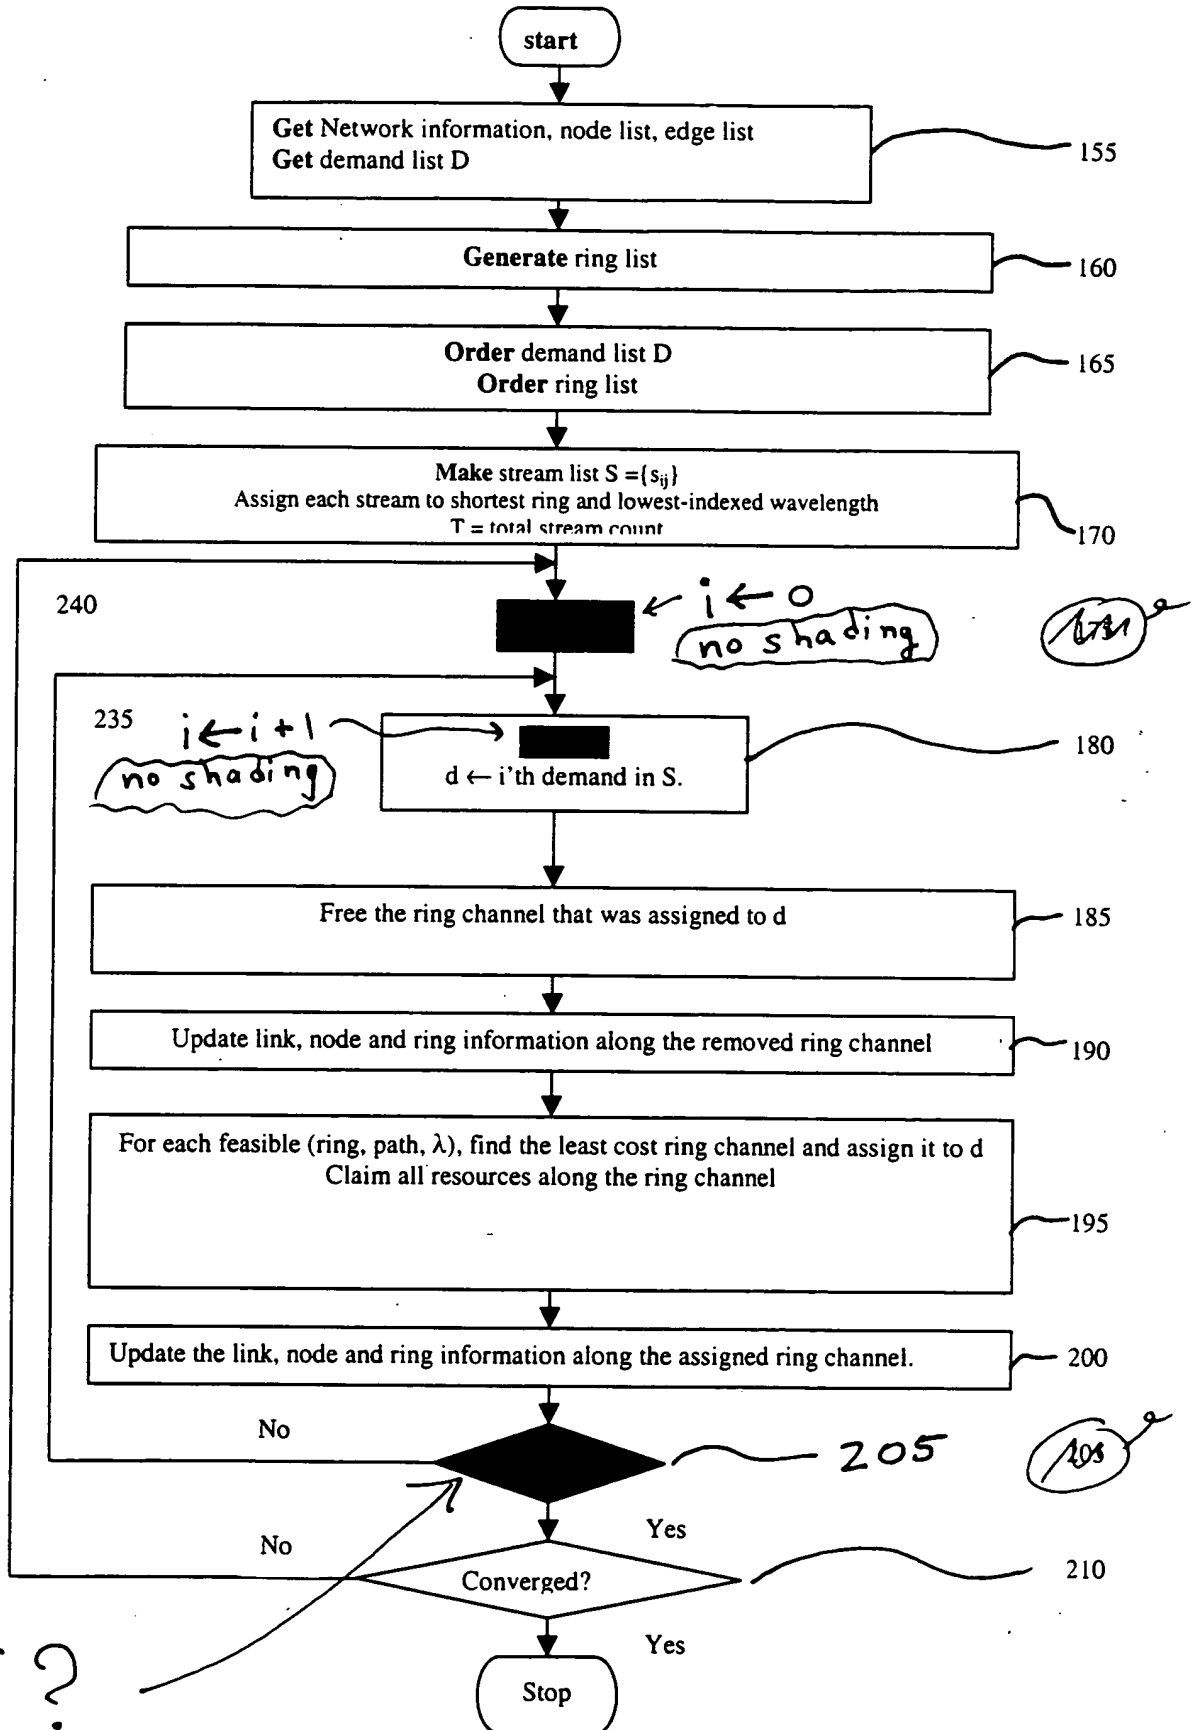 start
Get Network information, node list, edge list
Get demand list D
155
Generate ring list
160
Order demand list D
Order ring list
165
Make stream list S ={sij}
Assign each stream to shortest ring and lowest-indexed wavelength
T = total stream count
170
240
i ← 0
no shading
235
i ← i + 1
no shading
d ← i'th demand in S.
180
Free the ring channel that was assigned to d
185
Update link, node and ring information along the removed ring channel
190
For each feasible (ring, path, λ), find the least cost ring channel and assign it to d
Claim all resources along the ring channel
195
Update the link, node and ring information along the assigned ring channel.
200
No
205
205
Yes
No
Converged?
210
Yes
?
Stop